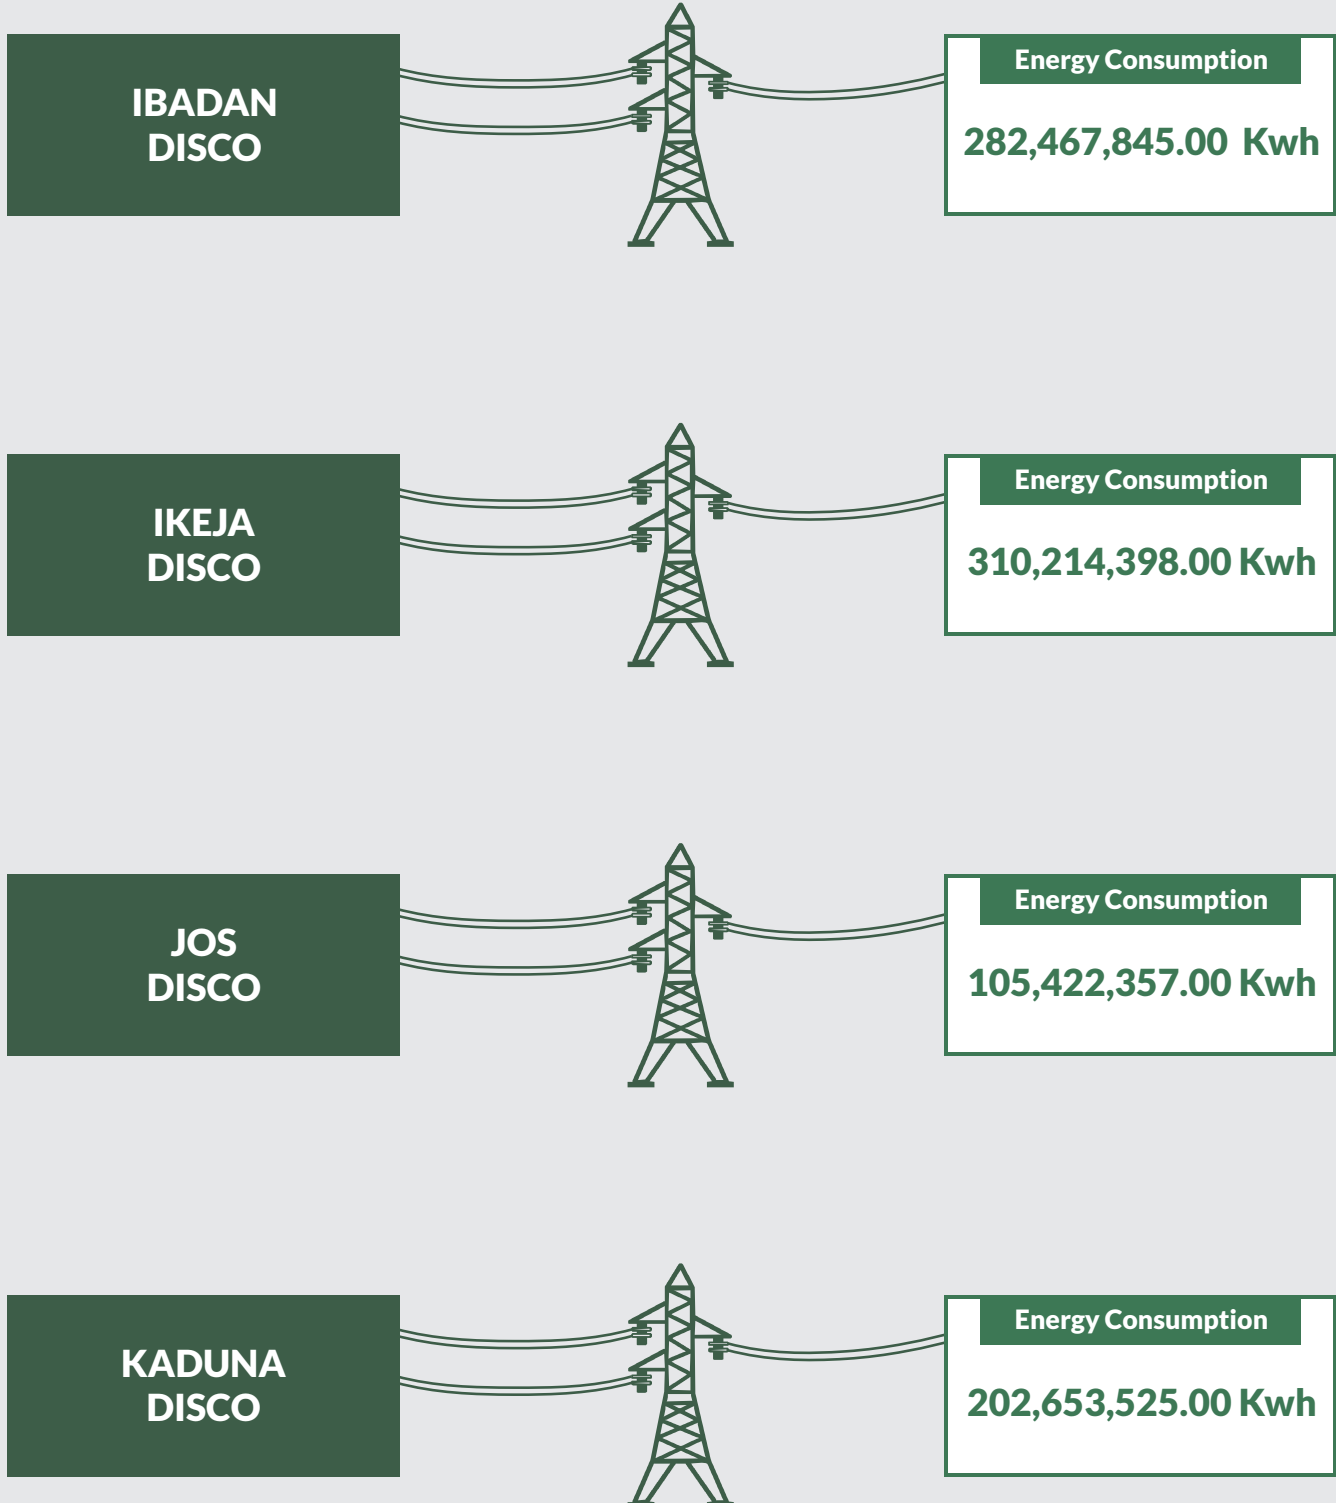 IBADAN
DISCO
Energy Consumption
282,467,845.00 Kwh
IKEJA
DISCO
Energy Consumption
310,214,398.00 Kwh
JOS
DISCO
Energy Consumption
105,422,357.00 Kwh
KADUNA
DISCO
Energy Consumption
202,653,525.00 Kwh